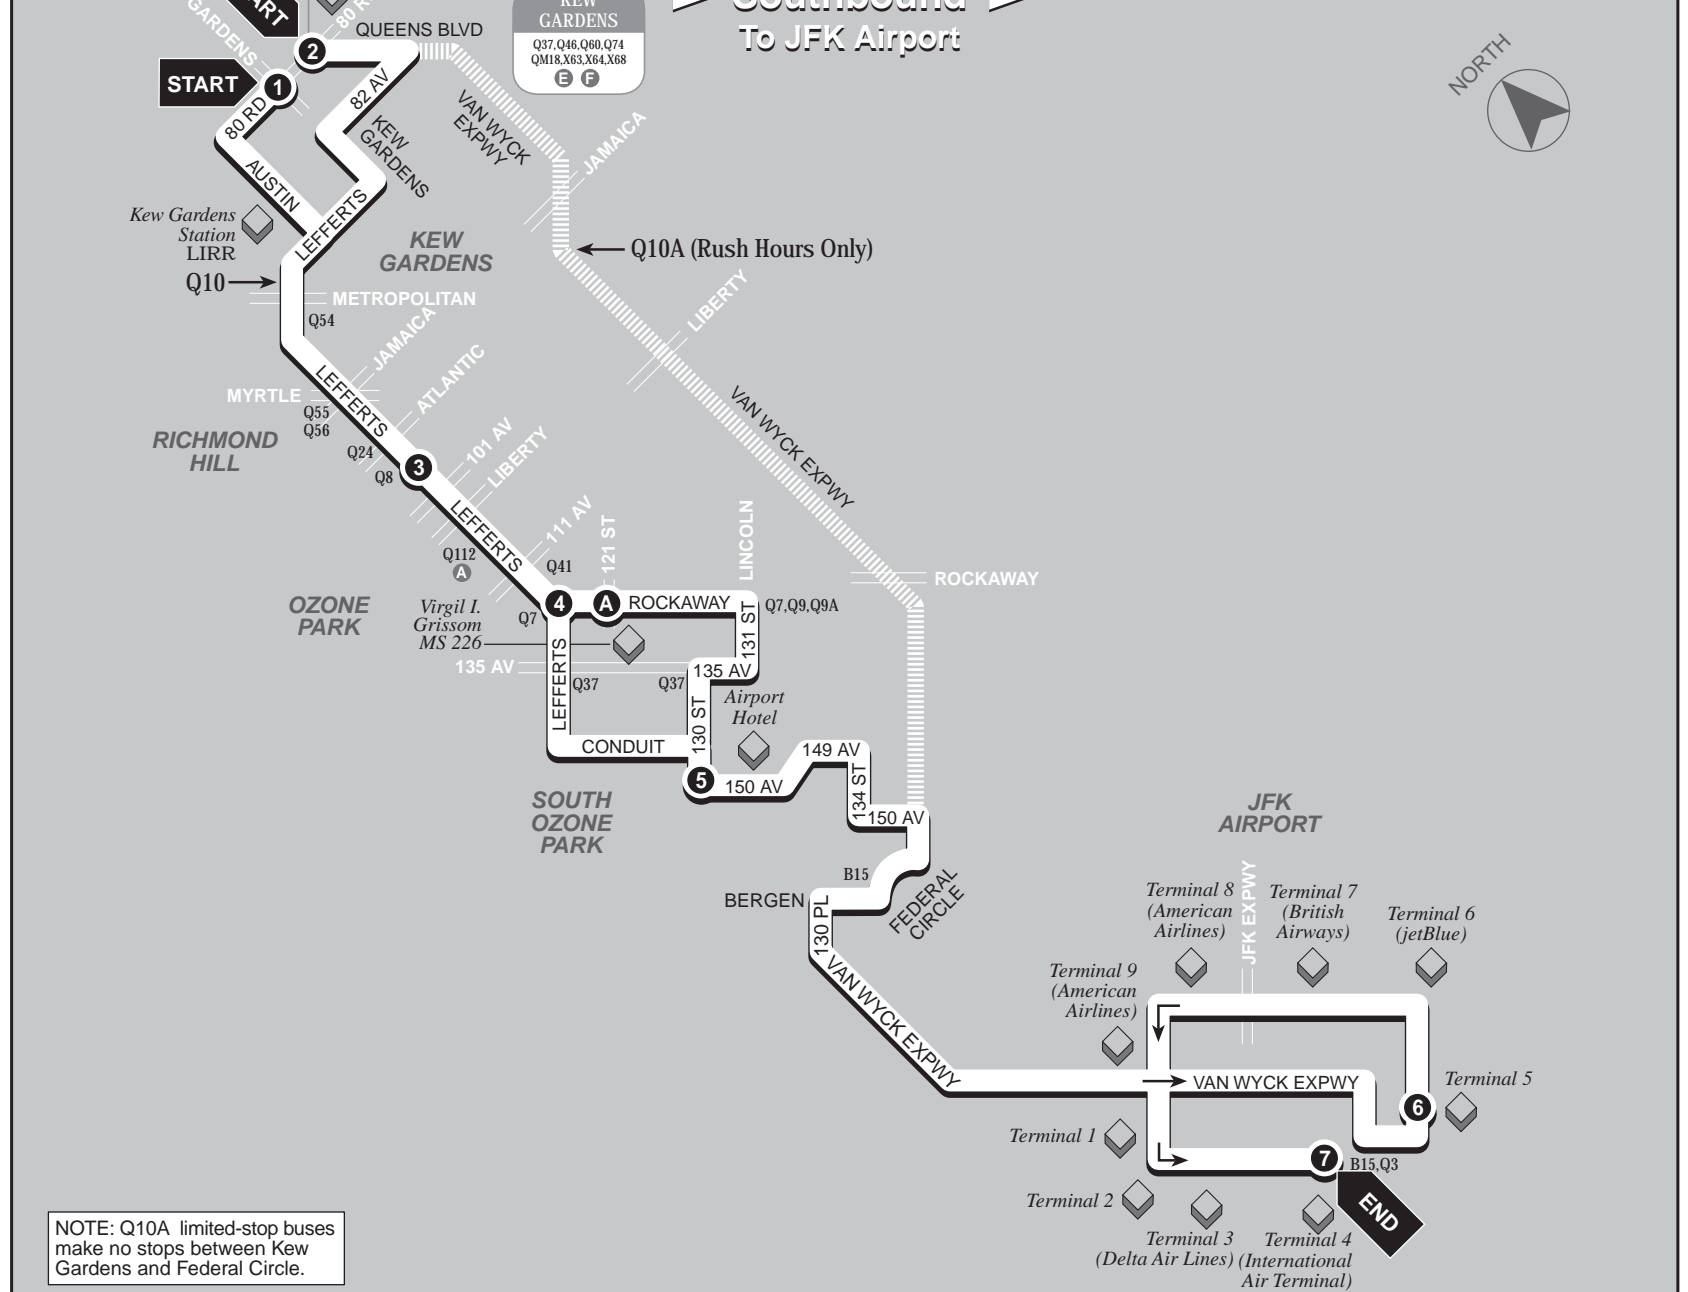 START
GARDENS
80 RD
QUEENS BLVD
KEW
GARDENS
Q37,Q46,Q60,Q74
QM18,X63,X64,X68
E F
Southbound
To JFK Airport
NORTH
2
START
1
80 RD
82 AV
KEW
GARDENS
AUSTIN
LEFFERTS
VAN WYCK
EXPWY
JAMAICA
Kew Gardens
Station
LIRR
KEW
GARDENS
Q10A (Rush Hours Only)
Q10
METROPOLITAN
Q54
LIBERTY
JAMAICA
MYRTLE
LEFFERTS
ATLANTIC
Q55
Q56
RICHMOND
HILL
Q24
Q8
3
101 AV
LIBERTY
VAN WYCK EXPWY
LEFFERTS
111 AV
121 ST
LINCOLN
Q112
A
Q41
ROCKAWAY
OZONE
PARK
Virgil I.
Grissom
MS 226
Q7
4
A
ROCKAWAY
131 ST
Q7,Q9,Q9A
135 AV
LEFFERTS
Q37
Q37
135 AV
130 ST
Airport
Hotel
CONDUIT
5
150 AV
149 AV
134 ST
150 AV
SOUTH
OZONE
PARK
JFK
AIRPORT
B15
FEDERAL
CIRCLE
BERGEN
130 PL
VAN WYCK EXPWY
Terminal 8
(American
Airlines)
JFK EXPWY
Terminal 7
(British
Airways)
Terminal 6
(jetBlue)
Terminal 9
(American
Airlines)
VAN WYCK EXPWY
Terminal 5
6
Terminal 1
7
B15,Q3
END
Terminal 2
Terminal 3
(Delta Air Lines)
Terminal 4
(International
Air Terminal)
NOTE: Q10A limited-stop buses
make no stops between Kew
Gardens and Federal Circle.